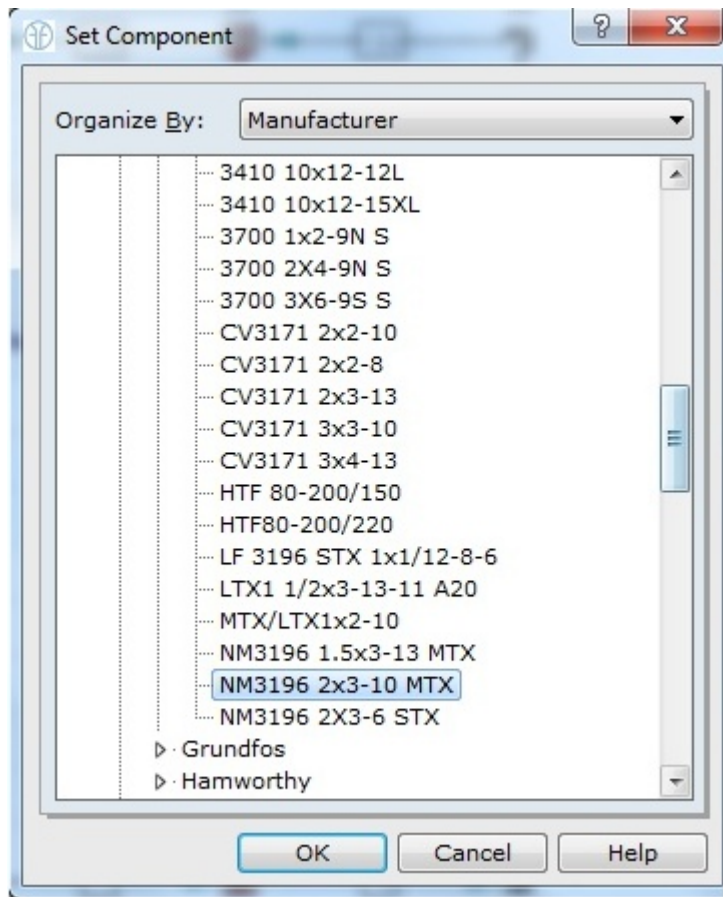 Set Component
Organize By: Manufacturer
3410 10x12-12L
3410 10x12-15XL
3700 1x2-9N S
3700 2X4-9N S
3700 3X6-9S S
CV3171 2x2-10
CV3171 2x2-8
CV3171 2x3-13
CV3171 3x3-10
CV3171 3x4-13
HTF 80-200/150
HTF80-200/220
LF 3196 STX 1x1/12-8-6
LTX1 1/2x3-13-11 A20
MTX/LTX1x2-10
NM3196 1.5x3-13 MTX
NM3196 2x3-10 MTX
NM3196 2X3-6 STX
Grundfos
Hamworthy
OK Cancel Help